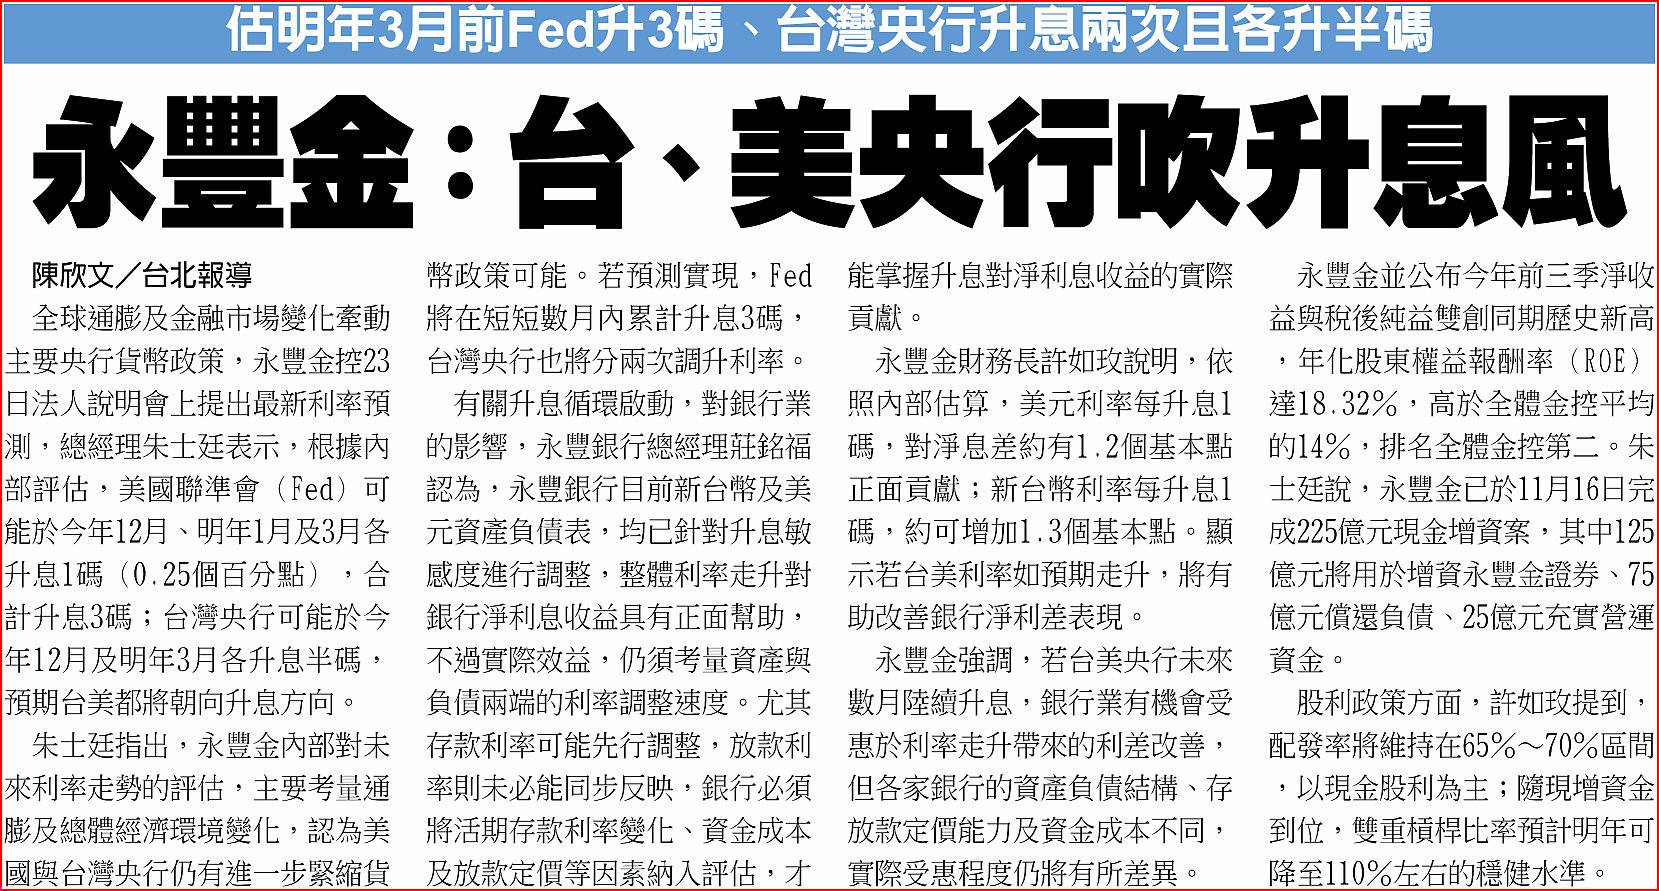 估明年3月前Fed升3碼、台灣央行升息兩次且各升半碼
永豐金：台、美央行吹升息風
陳欣文／台北報導
全球通膨及金融市場變化牽動
主要央行貨幣政策，永豐金控23
日法人說明會上提出最新利率預
測，總經理朱士廷表示，根據內
部評估，美國聯準會（Fed）可
能於今年12月、明年1月及3月各
升息1碼（0.25個百分點），合
計升息3碼；台灣央行可能於今
年12月及明年3月各升息半碼，
預期台美都將朝向升息方向。
朱士廷指出，永豐金內部對未
來利率走勢的評估，主要考量通
膨及總體經濟環境變化，認為美
國與台灣央行仍有進一步緊縮貨
幣政策可能。若預測實現，Fed
將在短短數月內累計升息3碼，
台灣央行也將分兩次調升利率。
有關升息循環啟動，對銀行業
的影響，永豐銀行總經理莊銘福
認為，永豐銀行目前新台幣及美
元資產負債表，均已針對升息敏
感度進行調整，整體利率走升對
銀行淨利息收益具有正面幫助，
不過實際效益，仍須考量資產與
負債兩端的利率調整速度。尤其
存款利率可能先行調整，放款利
率則未必能同步反映，銀行必須
將活期存款利率變化、資金成本
及放款定價等因素納入評估，才
能掌握升息對淨利息收益的實際
貢獻。
永豐金財務長許如玫說明，依
照內部估算，美元利率每升息1
碼，對淨息差約有1.2個基本點
正面貢獻；新台幣利率每升息1
碼，約可增加1.3個基本點。顯
示若台美利率如預期走升，將有
助改善銀行淨利差表現。
永豐金強調，若台美央行未來
數月陸續升息，銀行業有機會受
惠於利率走升帶來的利差改善，
但各家銀行的資產負債結構、存
放款定價能力及資金成本不同，
實際受惠程度仍將有所差異。
永豐金並公布今年前三季淨收
益與稅後純益雙創同期歷史新高
，年化股東權益報酬率（ROE）
達18.32％，高於全體金控平均
的14％，排名全體金控第二。朱
士廷說，永豐金已於11月16日完
成225億元現金增資案，其中125
億元將用於增資永豐金證券、75
億元償還負債、25億元充實營運
資金。
股利政策方面，許如玫提到，
配發率將維持在65％～70％區間
，以現金股利為主；隨現增資金
到位，雙重槓桿比率預計明年可
降至110％左右的穩健水準。